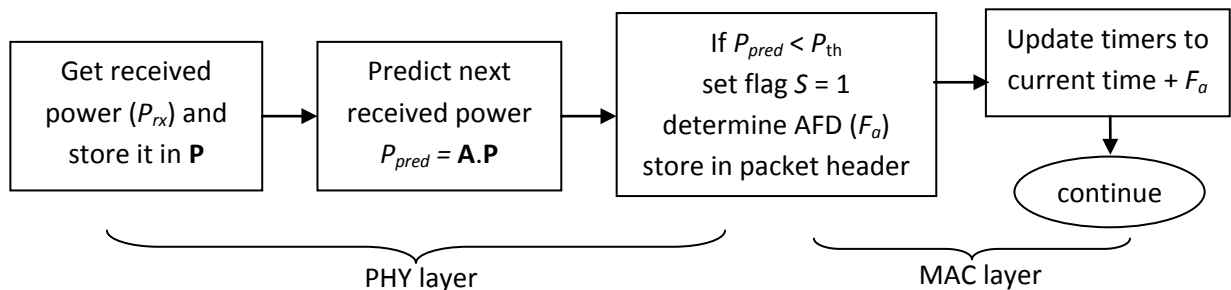 Get received
power (Prx) and
store it in P
Predict next
received power
Ppred = A.P
If Ppred < Pth
set flag S = 1
determine AFD (Fa)
store in packet header
Update timers to
current time + Fa
continue
PHY layer
MAC layer